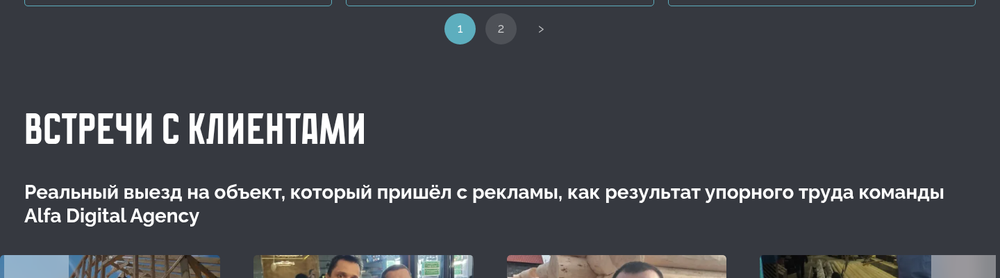 1 2 >
ВСТРЕЧИ С КЛИЕНТАМИ
Реальный выезд на объект, который пришёл с рекламы, как результат упорного труда команды
Alfa Digital Agency